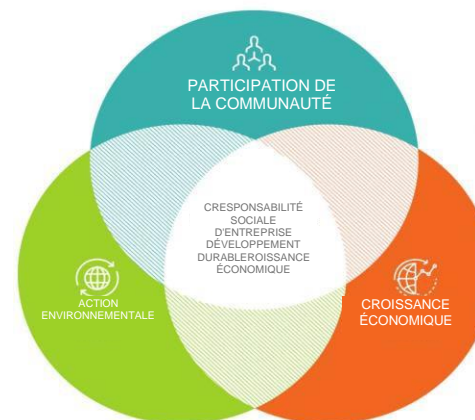 PARTICIPATION DE
LA COMMUNAUTÉ
CRESPONSABILITÉ
SOCIALE
D'ENTREPRISE
DÉVELOPPEMENT
DURABLEROISSANCE
ÉCONOMIQUE
ACTION
ENVIRONNEMENTALE
CROISSANCE
ÉCONOMIQUE